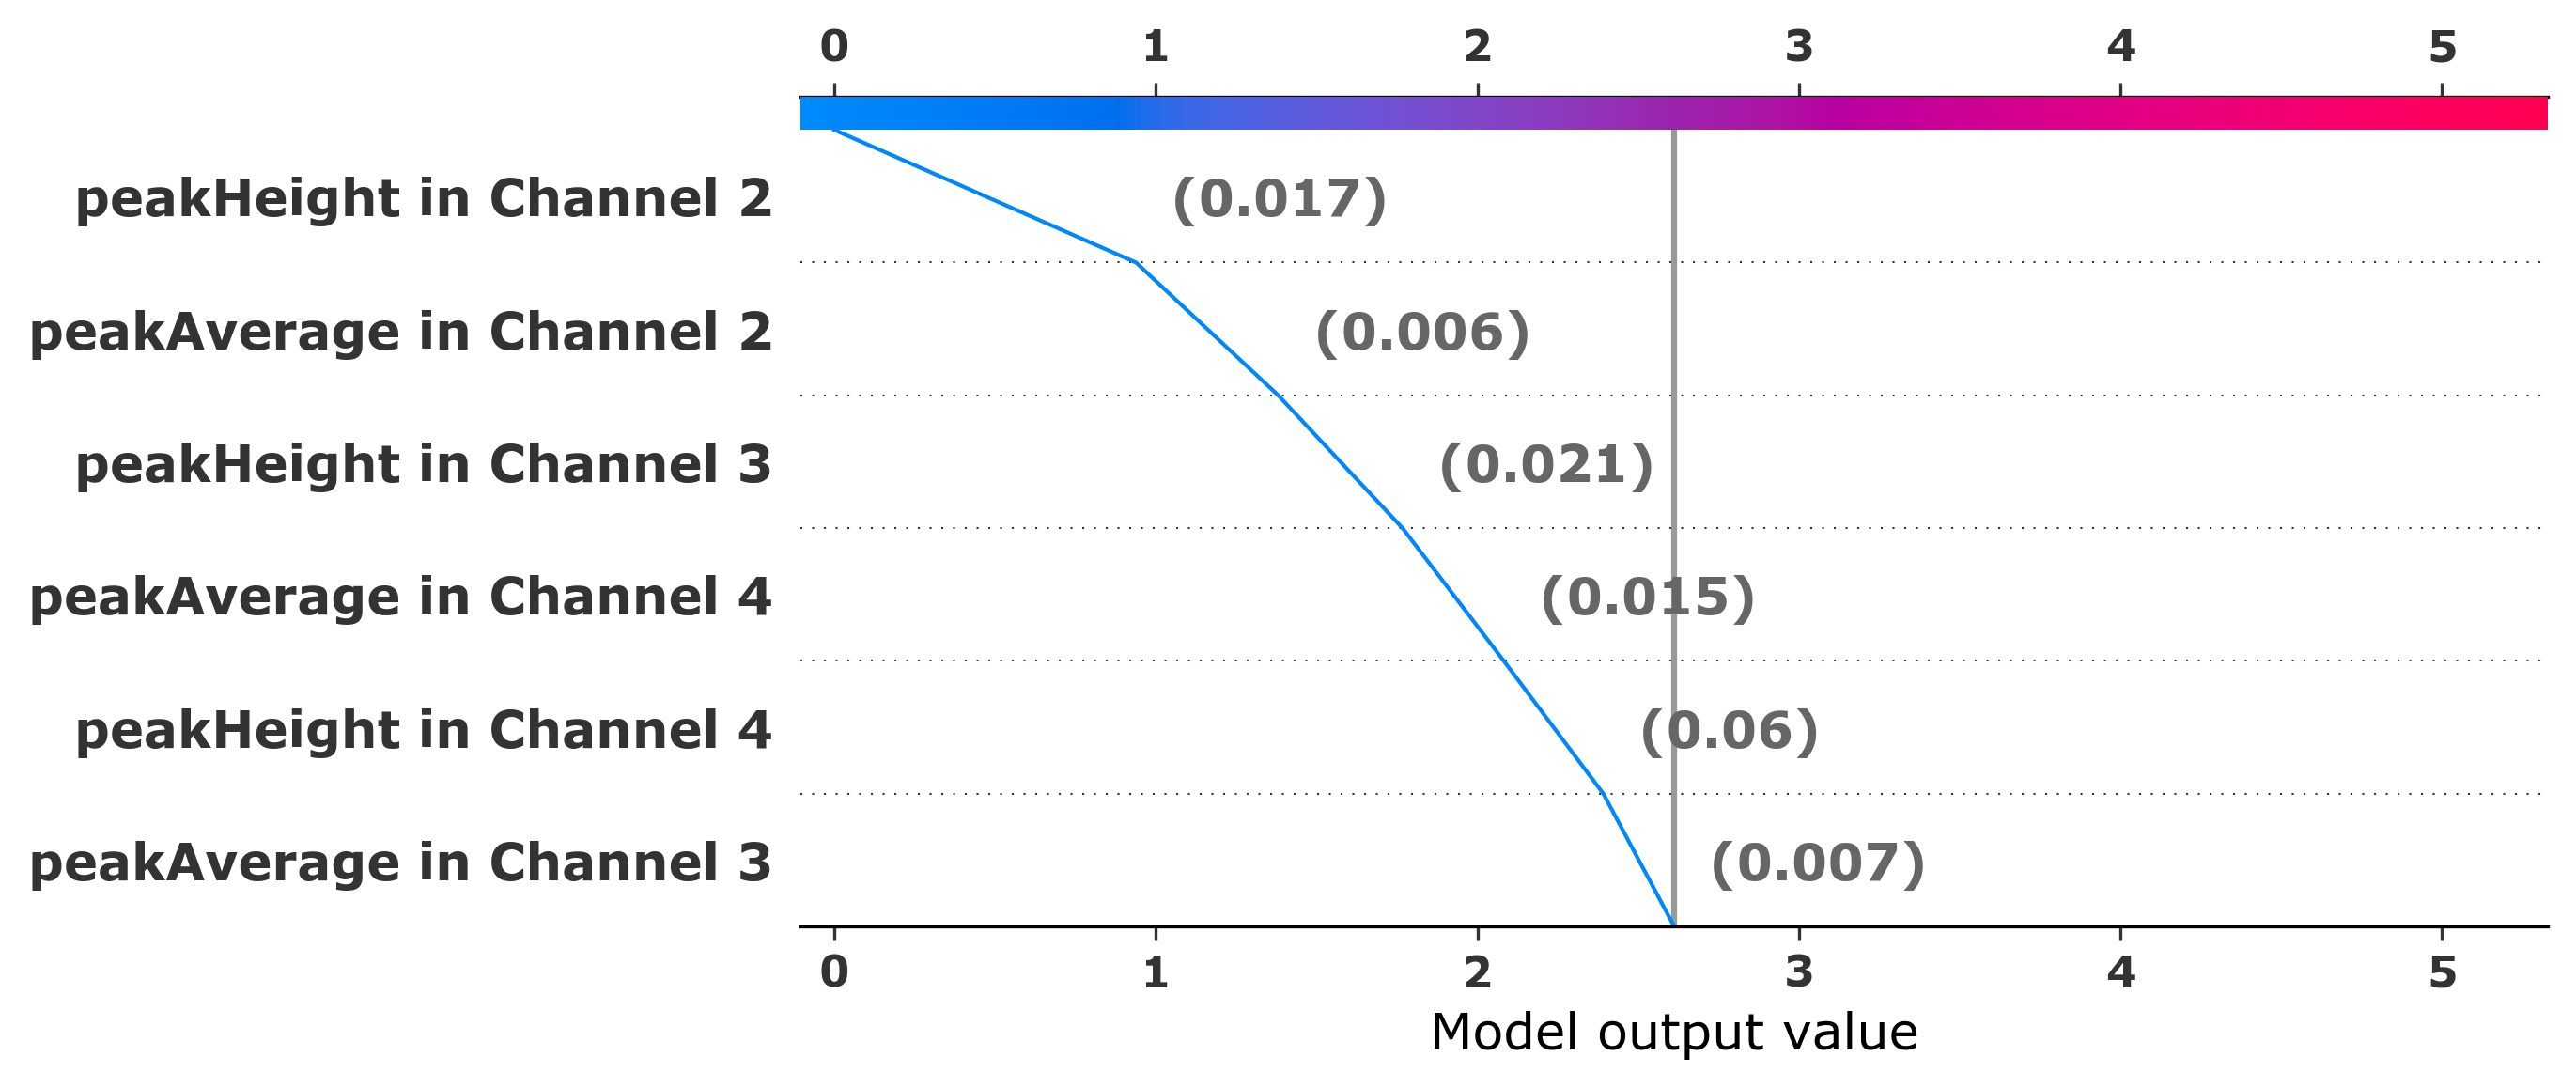 0 1 2 3 4 5
peakHeight in Channel 2 (0.017)
peakAverage in Channel 2 (0.006)
peakHeight in Channel 3 (0.021)
peakAverage in Channel 4 (0.015)
peakHeight in Channel 4 (0.06)
peakAverage in Channel 3 (0.007)
0 1 2 3 4 5
Model output value